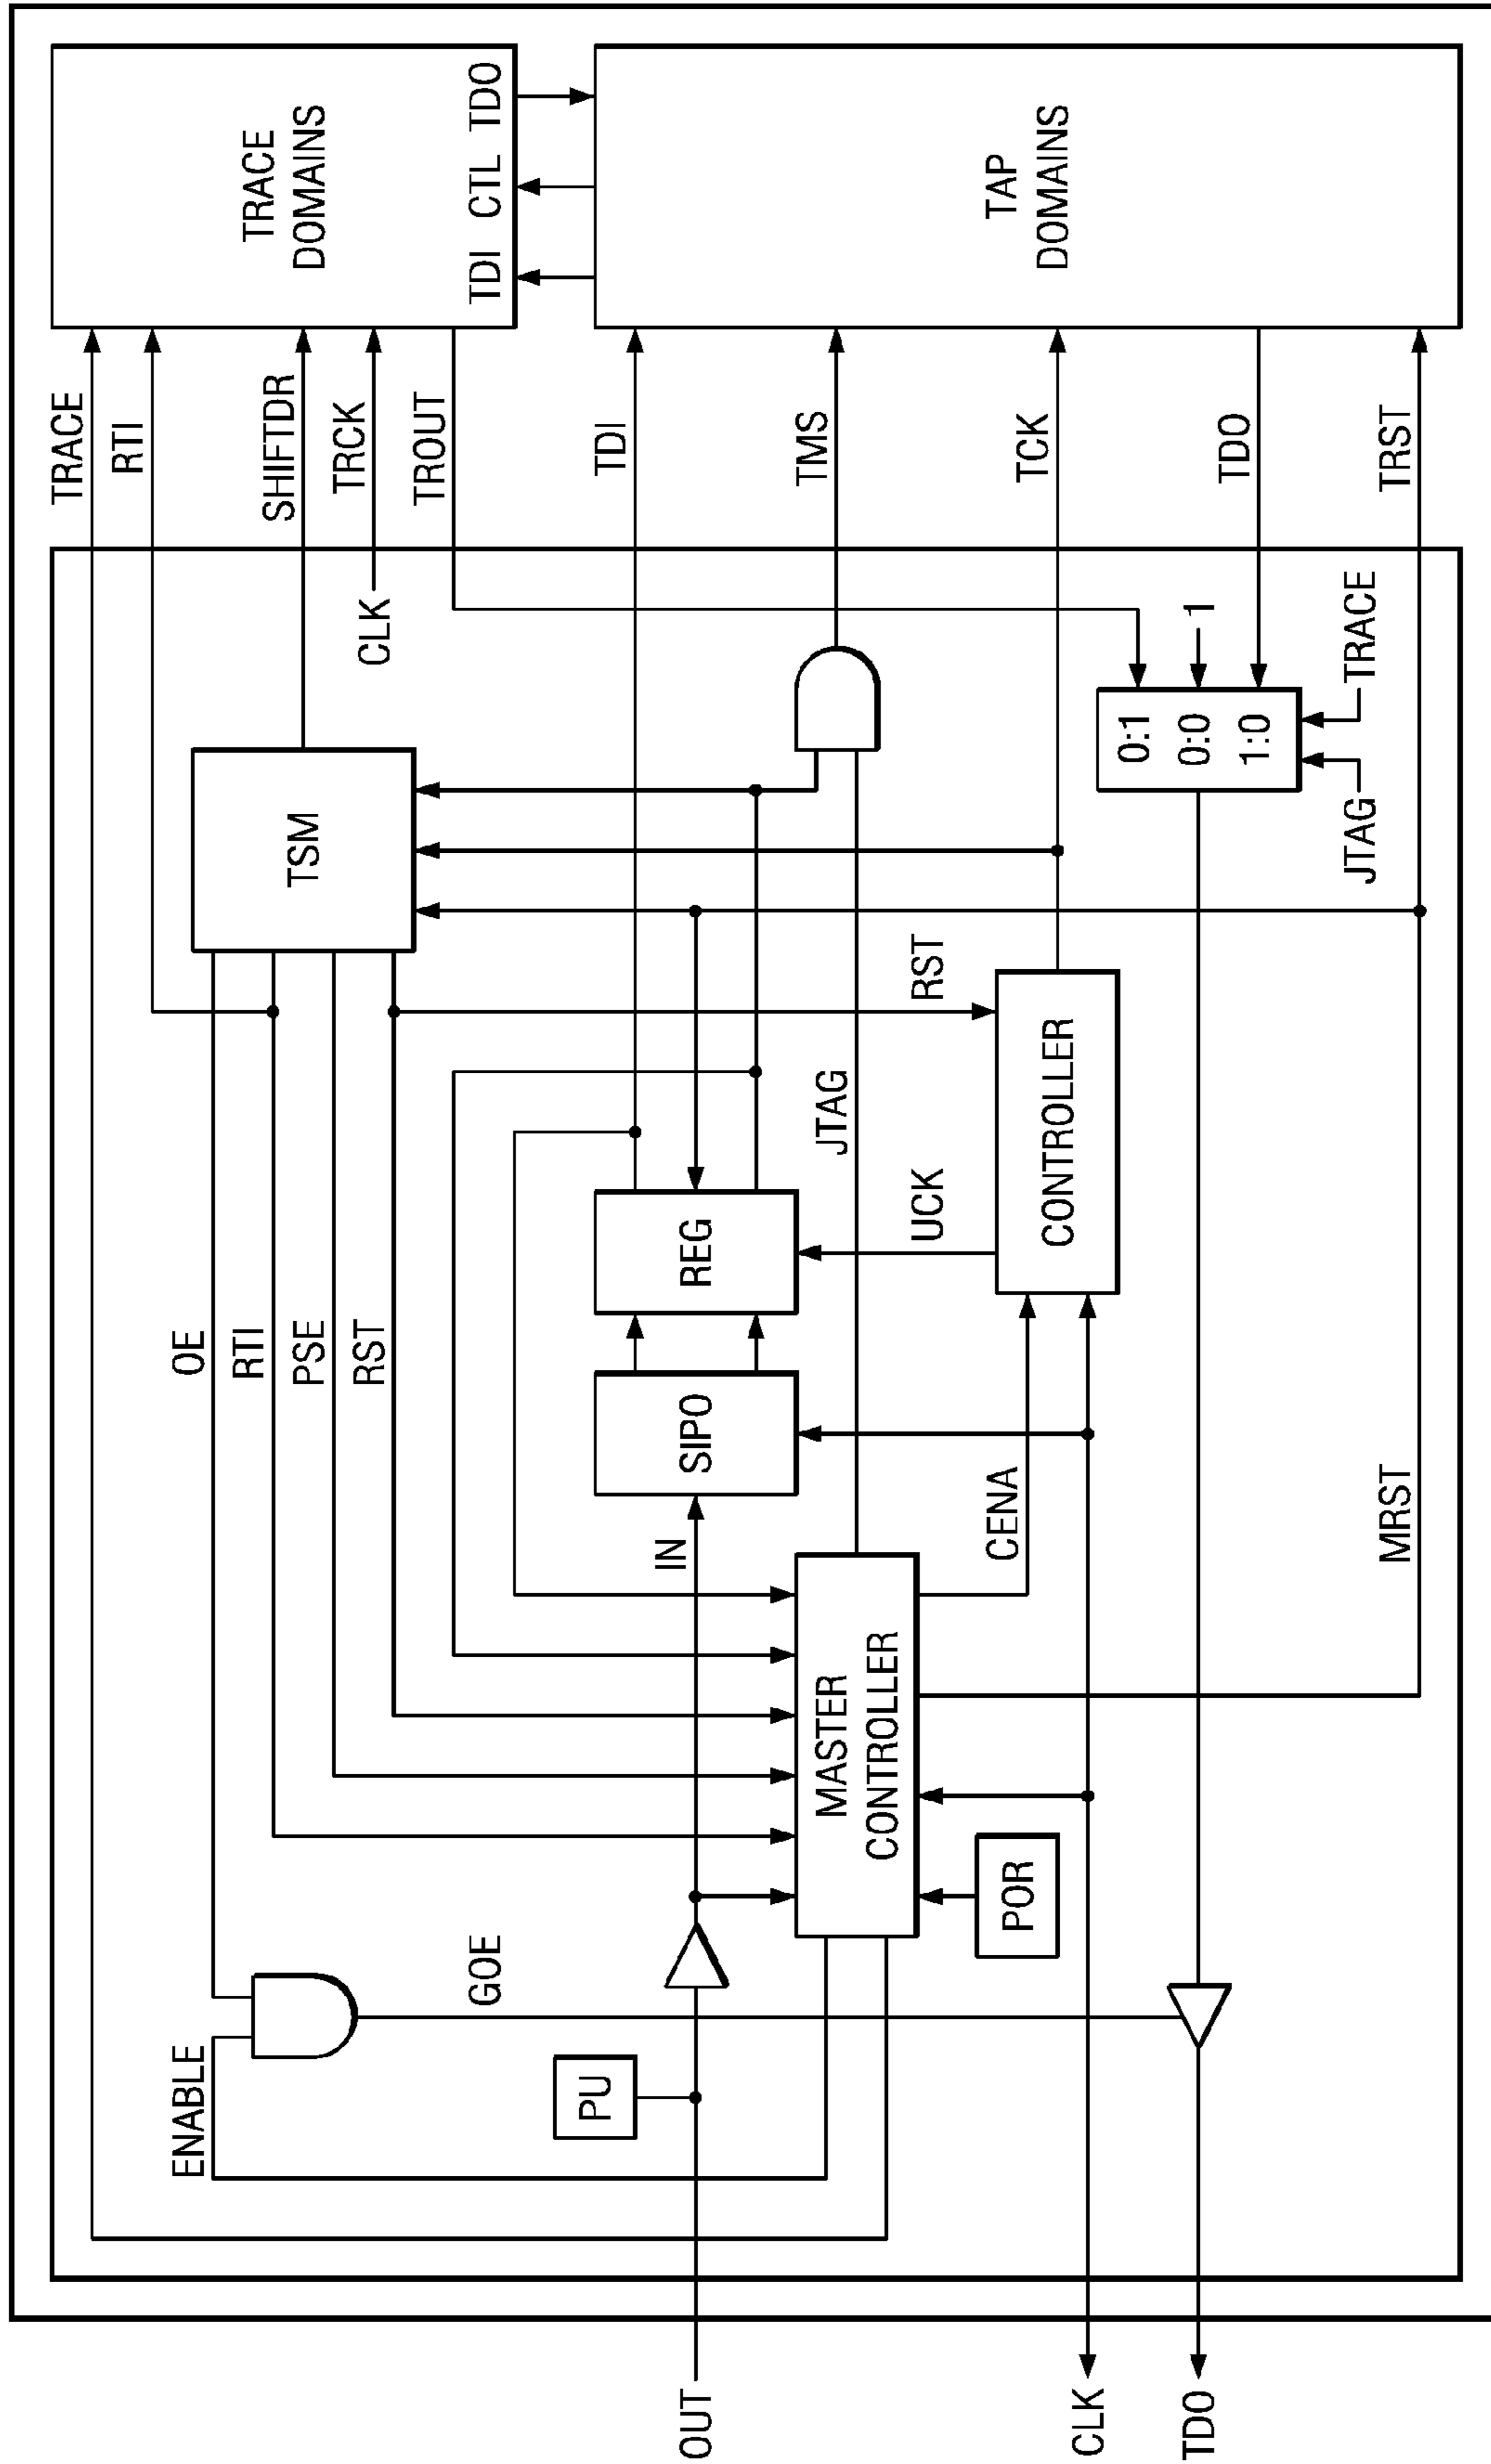 TRACE
RTI
SHIFTDR
TRCK
TROUT
TDI
TMS
TCK
TDO
TRST
TRACE
DOMAINS
TDI CTL TDO
TAP
DOMAINS
CLK
TSM
OE
RTI
PSE
RST
ENABLE
GOE
PU
IN
SIPO
REG
JTAG
UCK
RST
CONTROLLER
CENA
MASTER
CONTROLLER
POR
MRST
0:1
0:0
1:0
1
JTAG
TRACE
OUT
CLK
TDO